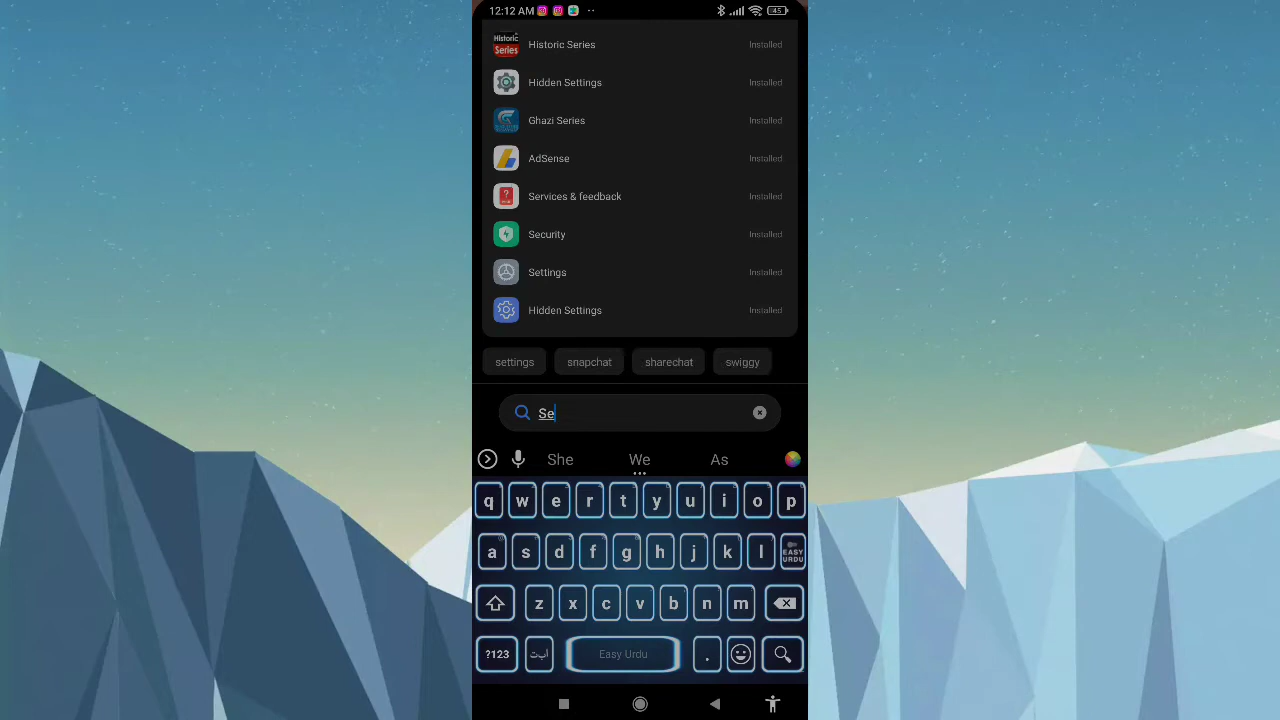 12:12 AM 45
Historic Series
Historic Series Installed
Hidden Settings Installed
Ghazi Series Installed
AdSense Installed
Services & feedback Installed
Security Installed
Settings Installed
Hidden Settings Installed
settings snapchat sharechat swiggy
Se
She We As
q w e r t y u i o p
a s d f g h j k l EASY URDU
z x c v b n m
?123 اب‌ت Easy Urdu .